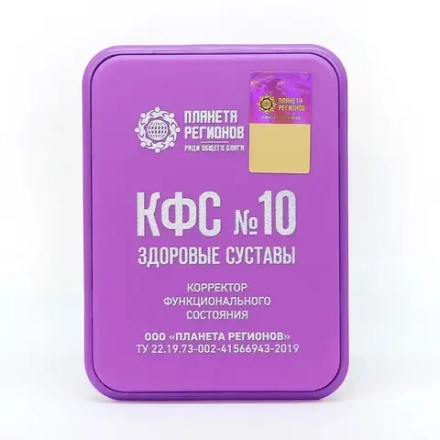 ПЛАНЕТА
РЕГИОНОВ
РАДИ ОБЩЕГО БЛАГА
ПЛАНЕТА
РЕГИОНОВ
КФС №10
ЗДОРОВЫЕ СУСТАВЫ
КОРРЕКТОР
ФУНКЦИОНАЛЬНОГО
СОСТОЯНИЯ
ООО «ПЛАНЕТА РЕГИОНОВ»
ТУ 22.19.73-002-41566943-2019